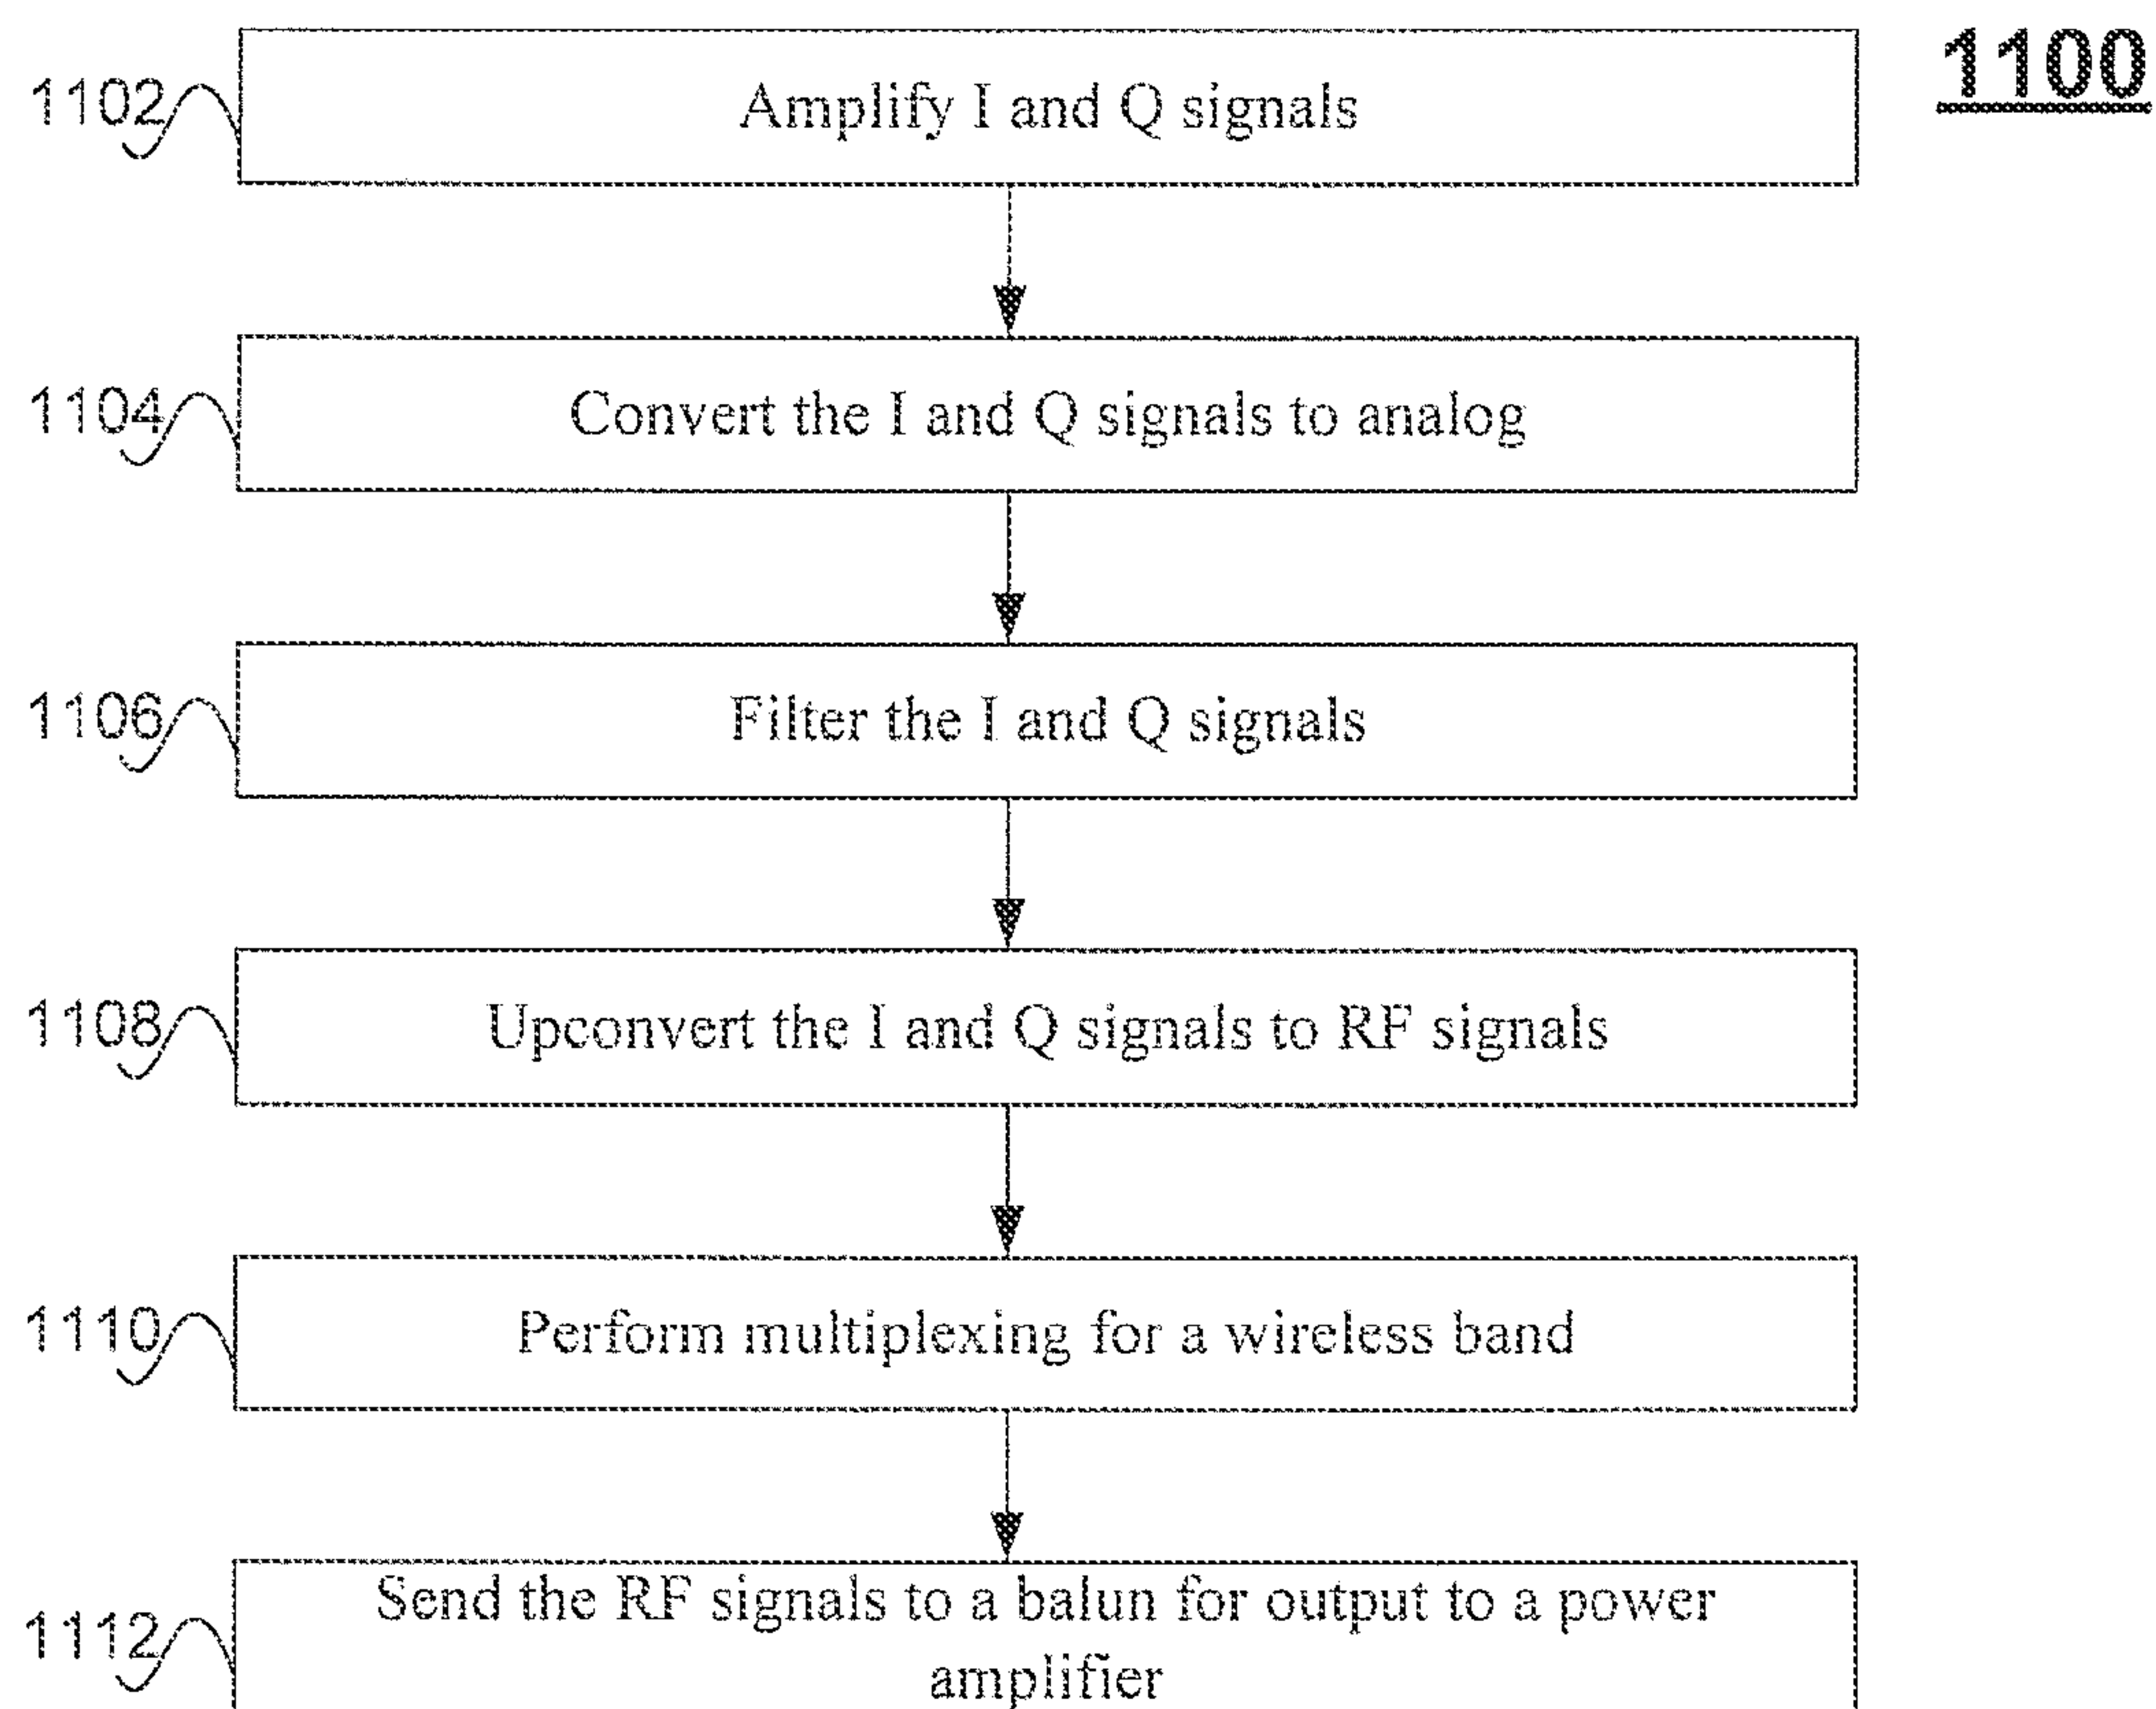 1100
1102
Amplify I and Q signals
1104
Convert the I and Q signals to analog
1106
Filter the I and Q signals
1108
Upconvert the I and Q signals to RF signals
1110
Perform multiplexing for a wireless band
1112
Send the RF signals to a balun for output to a power
amplifier